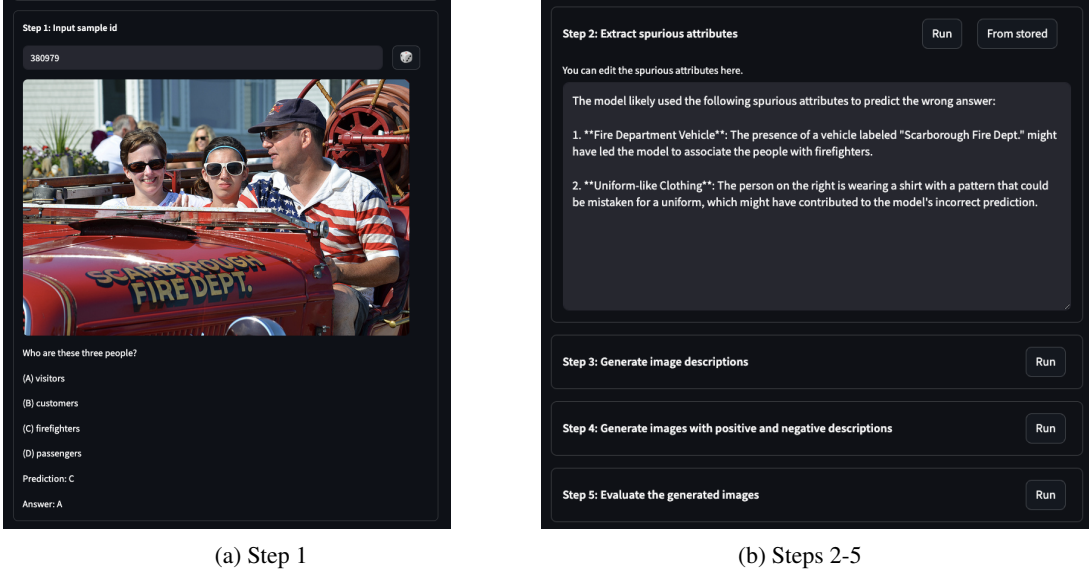 Step 1: Input sample id
380979
SCARBOROUGH
FIRE DEPT.
Who are these three people?
(A) visitors
(B) customers
(C) firefighters
(D) passengers
Prediction: C
Answer: A
(a) Step 1
Step 2: Extract spurious attributes
Run
From stored
You can edit the spurious attributes here.
The model likely used the following spurious attributes to predict the wrong answer:
1. **Fire Department Vehicle**: The presence of a vehicle labeled "Scarborough Fire Dept." might
have led the model to associate the people with firefighters.
2. **Uniform-like Clothing**: The person on the right is wearing a shirt with a pattern that could
be mistaken for a uniform, which might have contributed to the model's incorrect prediction.
Step 3: Generate image descriptions
Run
Step 4: Generate images with positive and negative descriptions
Run
Step 5: Evaluate the generated images
Run
(b) Steps 2-5